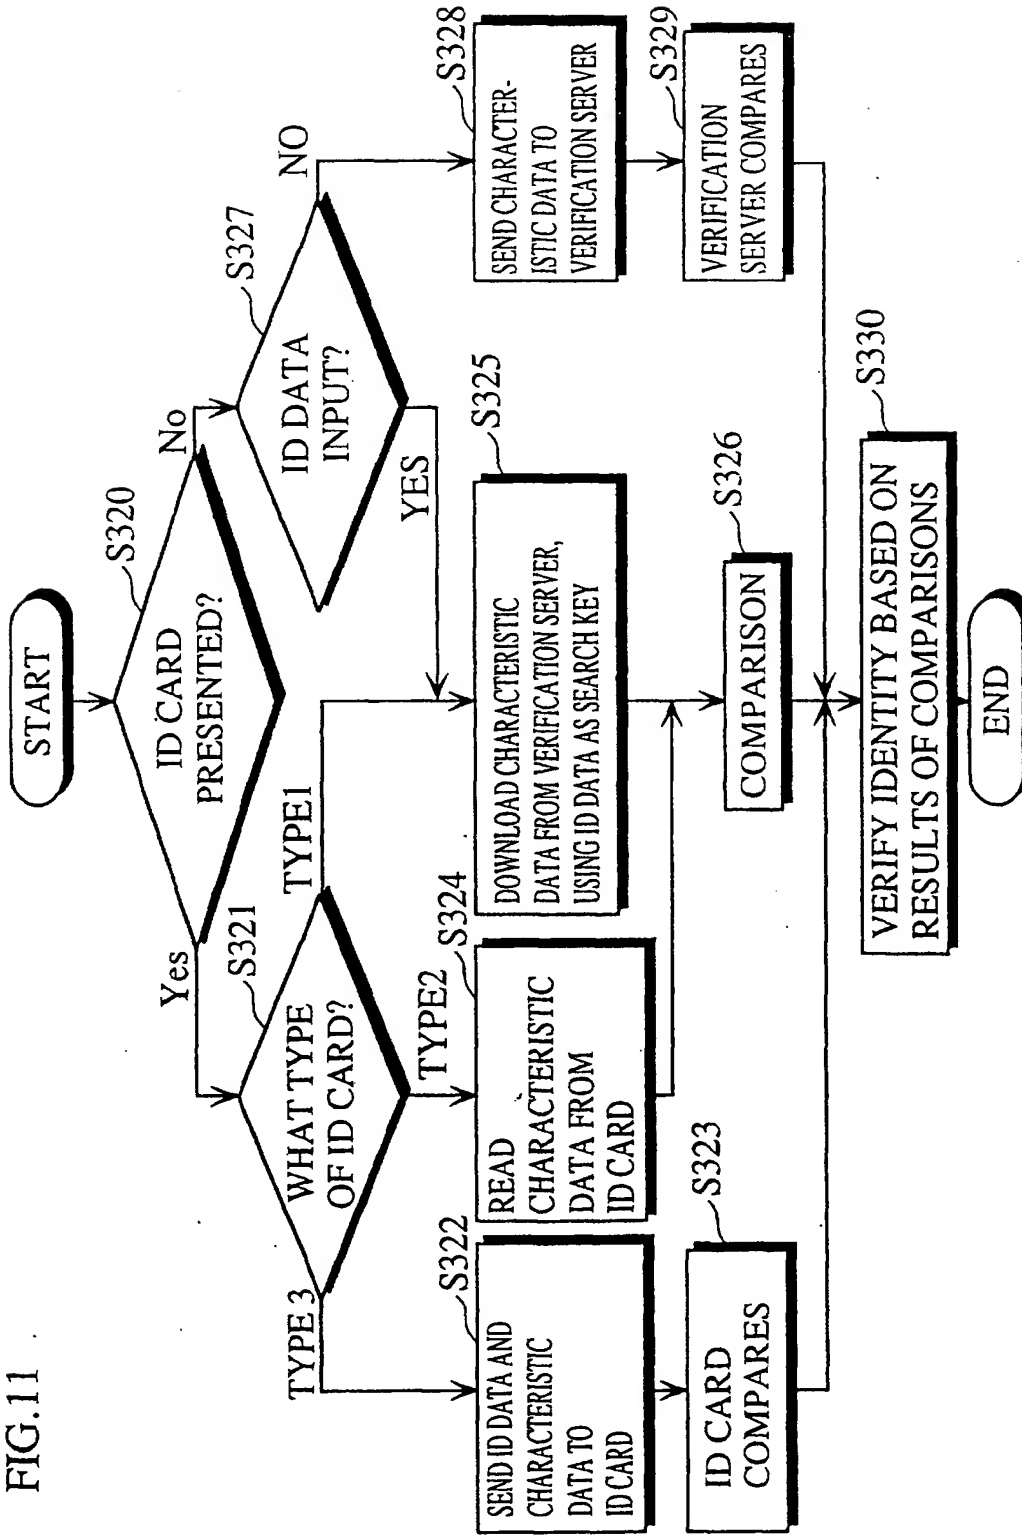 FIG.11
START
S320
ID CARD
PRESENTED?
Yes
No
S321
WHAT TYPE
OF ID CARD?
S327
ID DATA
INPUT?
TYPE 3
TYPE2
TYPE1
YES
NO
S322
SEND ID DATA AND
CHARACTERISTIC
DATA TO
ID CARD
S324
READ
CHARACTERISTIC
DATA FROM
ID CARD
S325
DOWNLOAD CHARACTERISTIC
DATA FROM VERIFICATION SERVER,
USING ID DATA AS SEARCH KEY
S328
SEND CHARACTER-
ISTIC DATA TO
VERIFICATION SERVER
S323
ID CARD
COMPARES
S326
COMPARISON
S329
VERIFICATION
SERVER COMPARES
S330
VERIFY IDENTITY BASED ON
RESULTS OF COMPARISONS
END